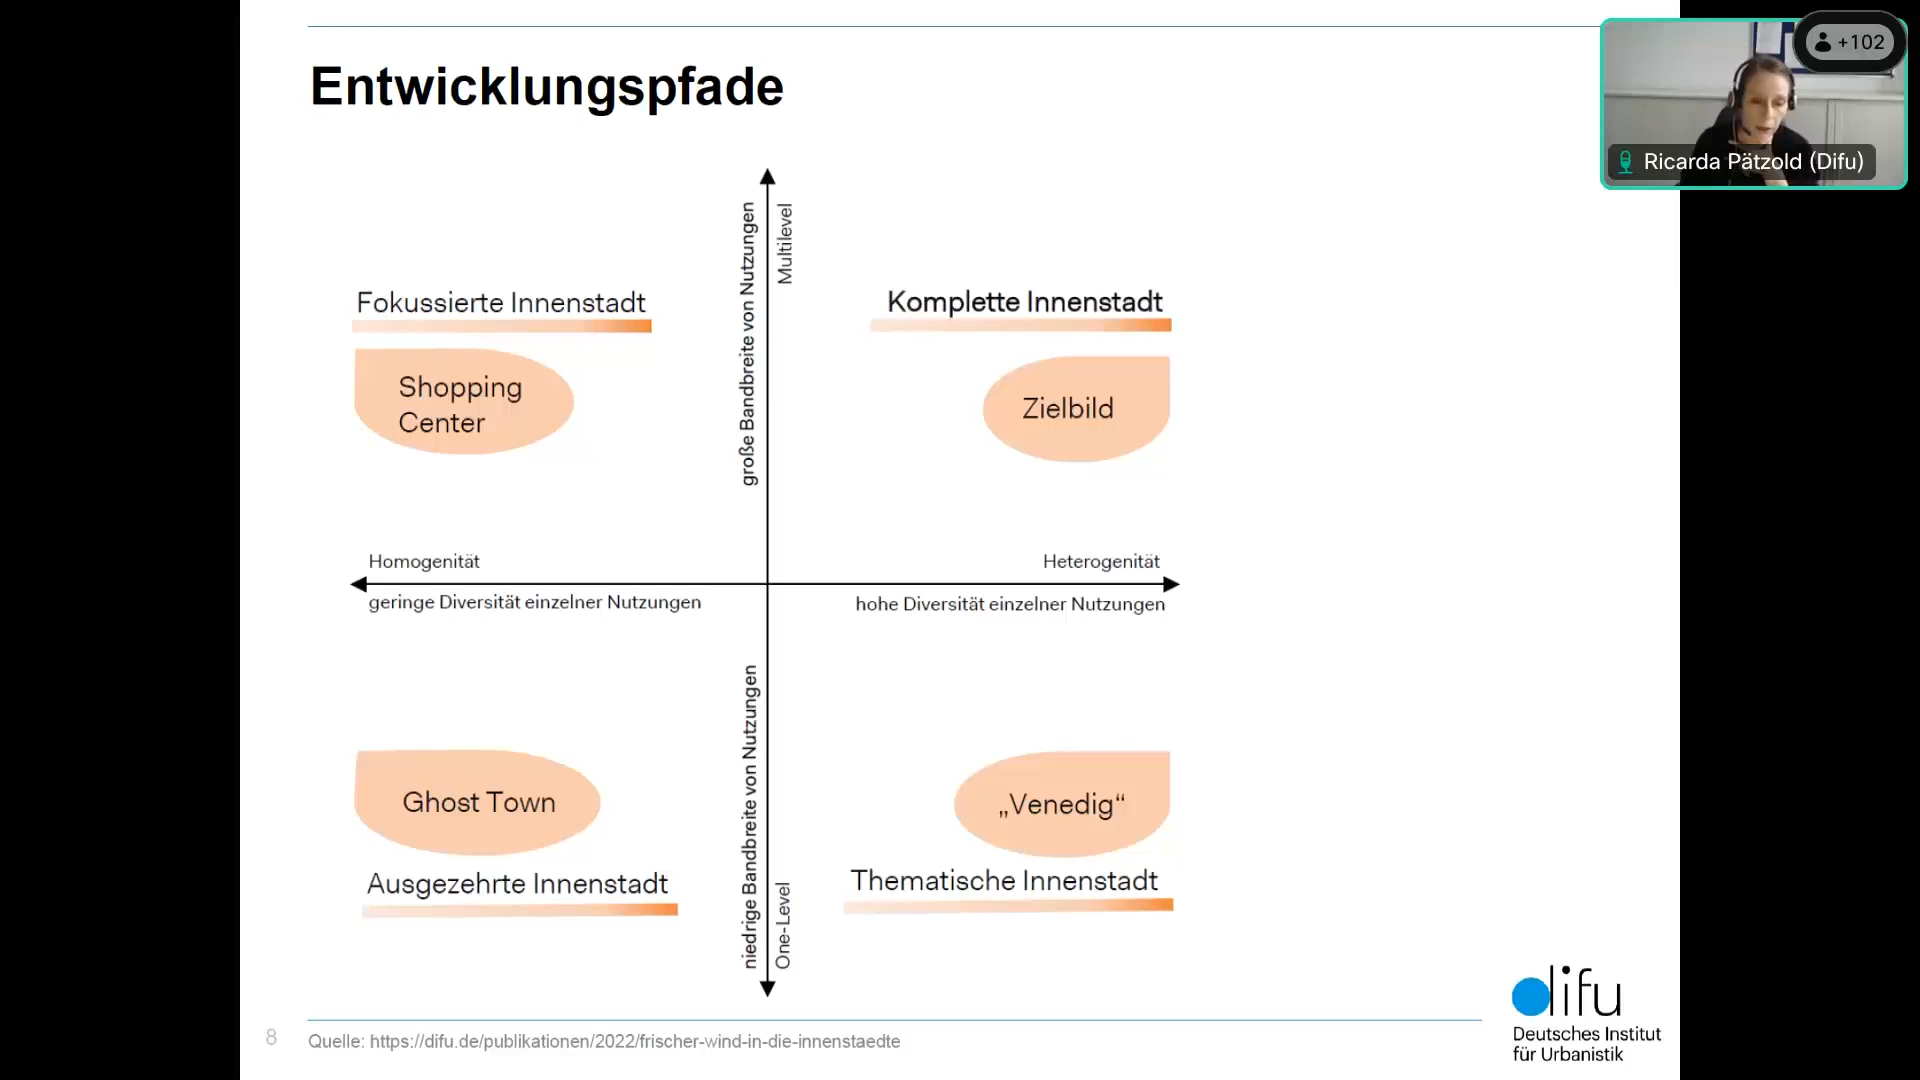 Entwicklungspfade
+102
Ricarda Pätzold (Difu)
große Bandbreite von Nutzungen
Multilevel
Fokussierte Innenstadt
Komplette Innenstadt
Shopping
Center
Zielbild
Homogenität
Heterogenität
geringe Diversität einzelner Nutzungen
hohe Diversität einzelner Nutzungen
niedrige Bandbreite von Nutzungen
One-Level
Ghost Town
„Venedig“
Ausgezehrte Innenstadt
Thematische Innenstadt
difu
Deutsches Institut
für Urbanistik
8
Quelle: https://difu.de/publikationen/2022/frischer-wind-in-die-innenstaedte